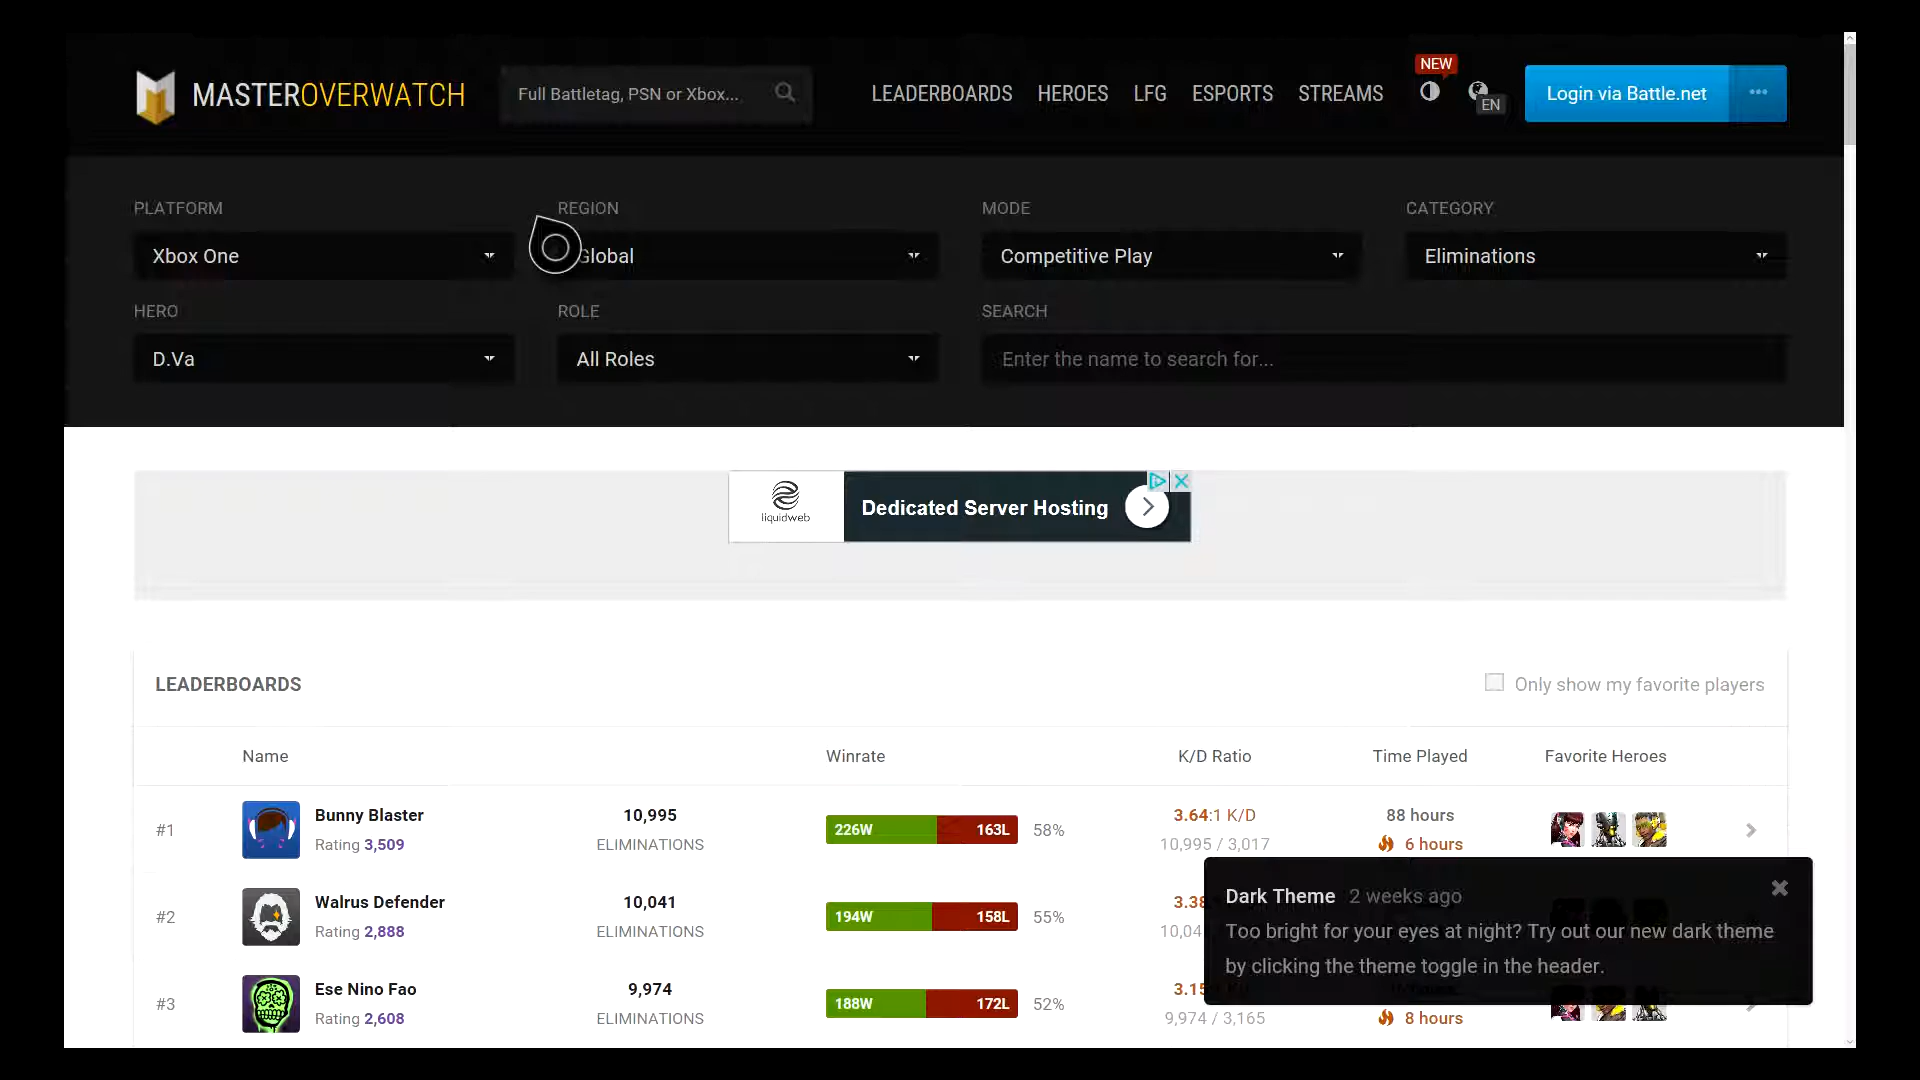 MASTEROVERWATCH
Full Battletag, PSN or Xbox...
LEADERBOARDS
HEROES
LFG
ESPORTS
STREAMS
NEW
EN
Login via Battle.net
PLATFORM
REGION
MODE
CATEGORY
Xbox One
Global
Competitive Play
Eliminations
HERO
ROLE
SEARCH
D.Va
All Roles
Enter the name to search for...
liquidweb
Dedicated Server Hosting
LEADERBOARDS
Only show my favorite players
Name
Winrate
K/D Ratio
Time Played
Favorite Heroes
#1
Bunny Blaster
Rating 3,509
10,995
ELIMINATIONS
226W
163L
58%
3.64:1 K/D
10,995 / 3,017
88 hours
6 hours
#2
Walrus Defender
Rating 2,888
10,041
ELIMINATIONS
194W
158L
55%
3.38
10,04
Dark Theme 2 weeks ago
Too bright for your eyes at night? Try out our new dark theme
by clicking the theme toggle in the header.
#3
Ese Nino Fao
Rating 2,608
9,974
ELIMINATIONS
188W
172L
52%
3.15
9,974 / 3,165
8 hours